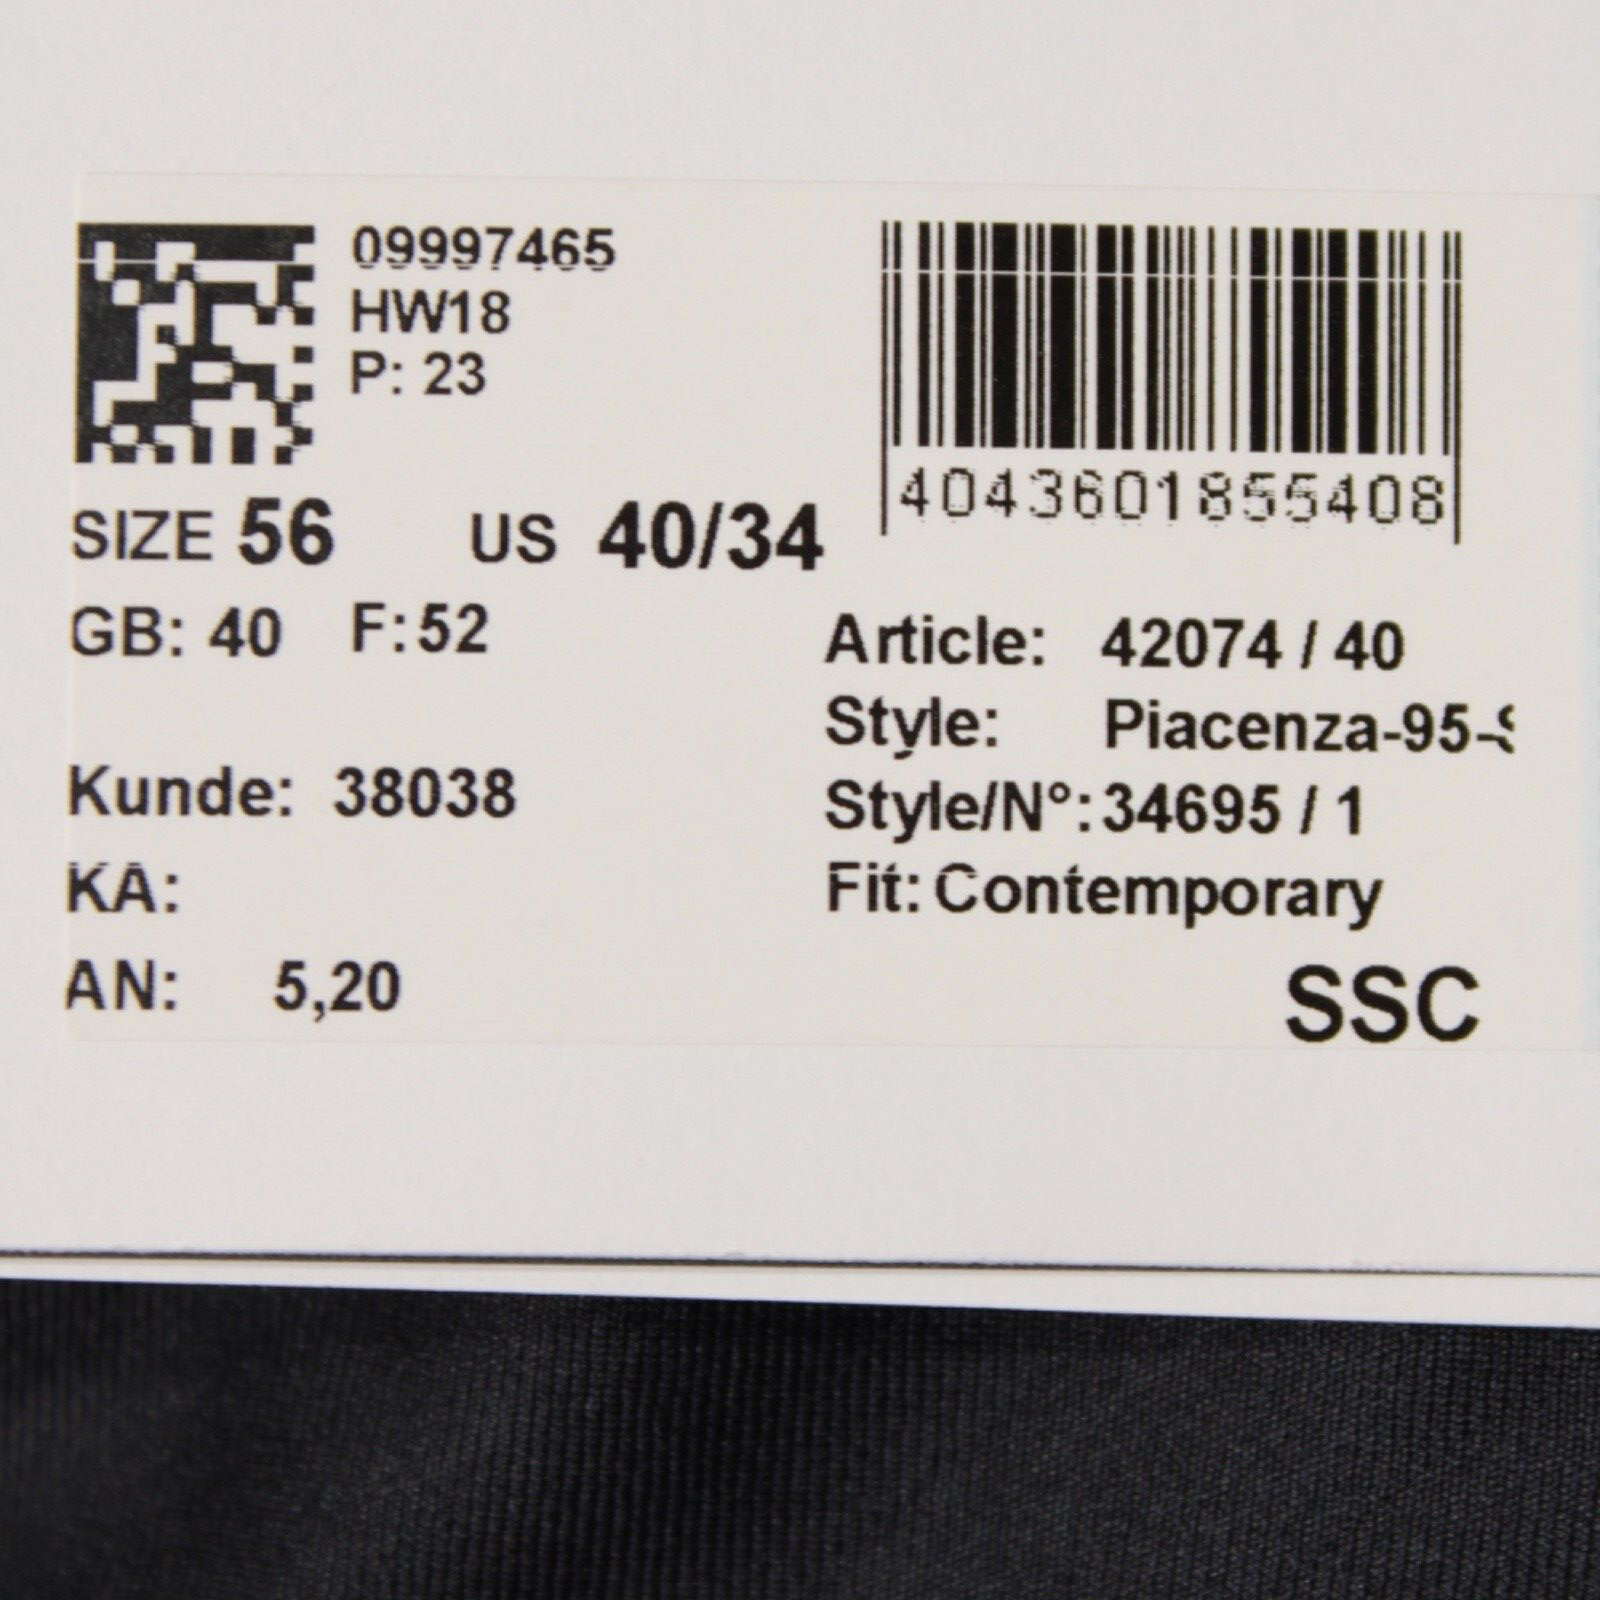 09997465
HW18
P: 23
4043601855408
SIZE 56 US 40/34
GB: 40 F:52
Article: 42074 / 40
Style: Piacenza-95-S
Kunde: 38038
Style/N°: 34695 / 1
KA:
Fit: Contemporary
AN: 5,20
SSC